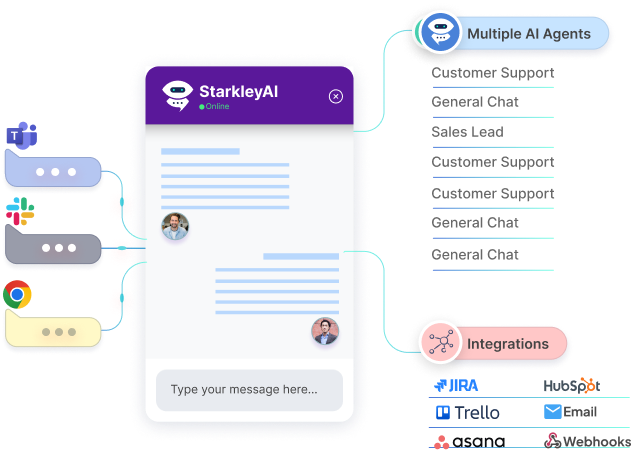 Multiple AI Agents
StarkleyAI
Online
Customer Support
General Chat
Sales Lead
Customer Support
Customer Support
General Chat
General Chat
T
Integrations
Type your message here...
JIRA
HubSpot
Trello
Email
asana
Webhooks